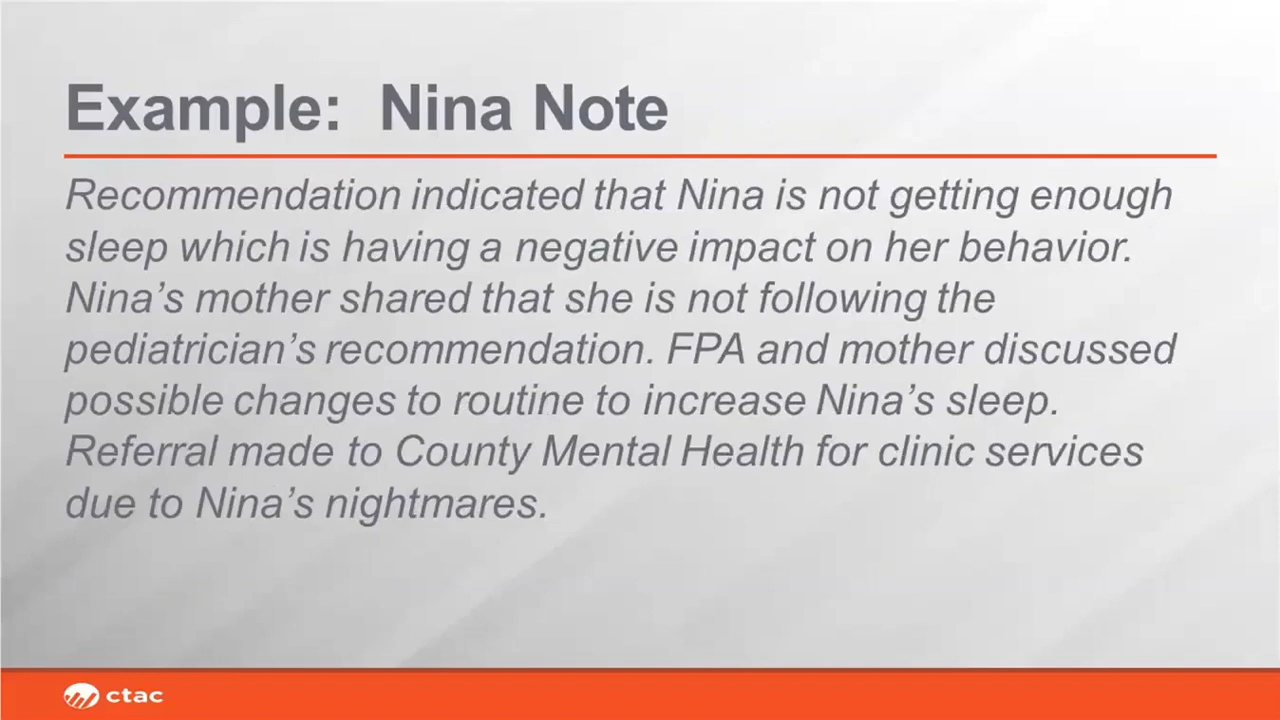 Example:  Nina Note
Recommendation indicated that Nina is not getting enough
sleep which is having a negative impact on her behavior.
Nina’s mother shared that she is not following the
pediatrician’s recommendation. FPA and mother discussed
possible changes to routine to increase Nina’s sleep.
Referral made to County Mental Health for clinic services
due to Nina’s nightmares.
ctac